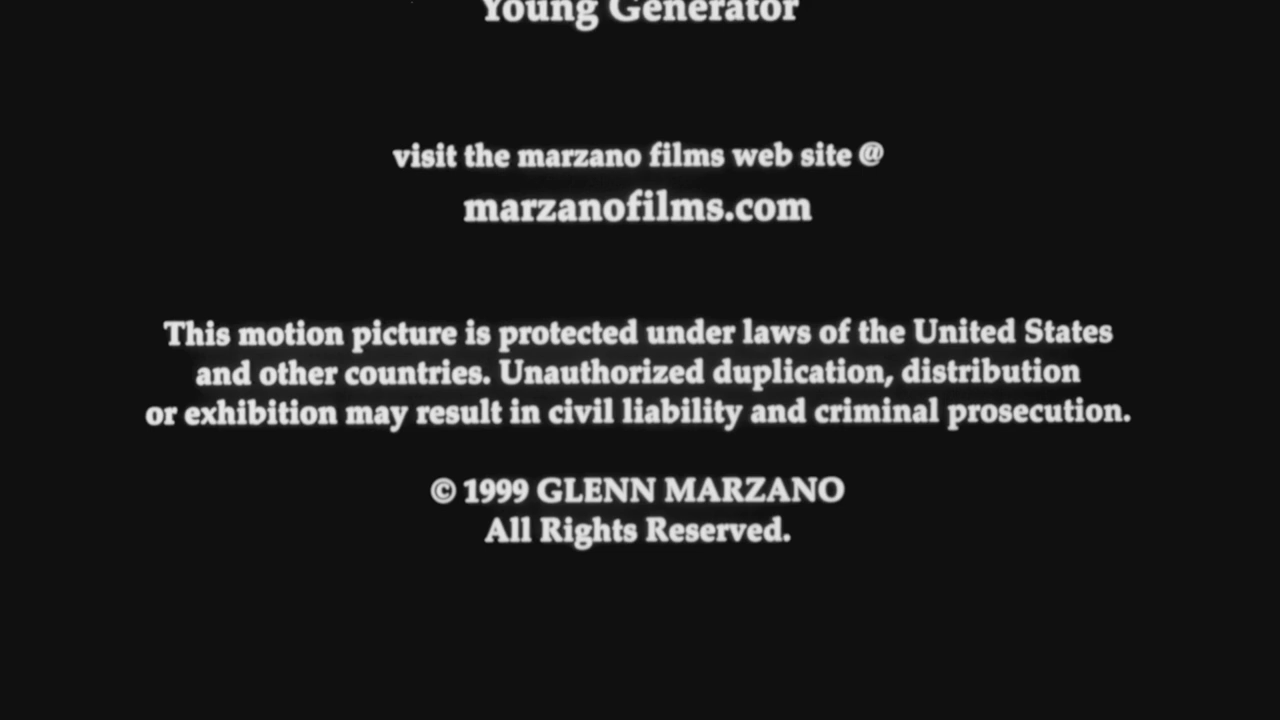 Young Generator
visit the marzano films web site @
marzanofilms.com
This motion picture is protected under laws of the United States
and other countries. Unauthorized duplication, distribution
or exhibition may result in civil liability and criminal prosecution.
© 1999 GLENN MARZANO
All Rights Reserved.